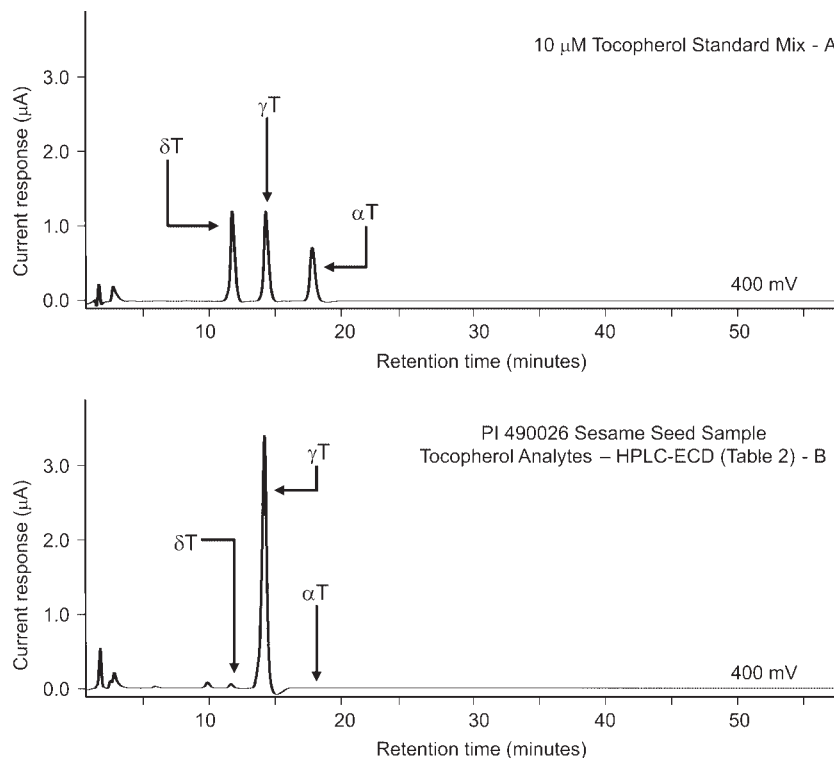 10 μM Tocopherol Standard Mix - A
Current response (μA)
3.0
2.0
1.0
0.0
δT
γT
αT
400 mV
10 20 30 40 50
Retention time (minutes)
PI 490026 Sesame Seed Sample
Tocopherol Analytes – HPLC-ECD (Table 2) - B
Current response (μA)
3.0
2.0
1.0
0.0
γT
δT
αT
400 mV
10 20 30 40 50
Retention time (minutes)